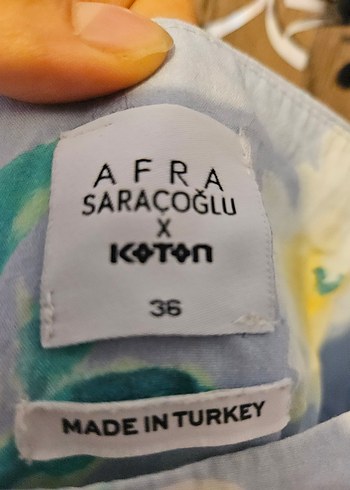 AFRA
SARAÇOĞLU
X
KOTON
36
MADE IN TURKEY